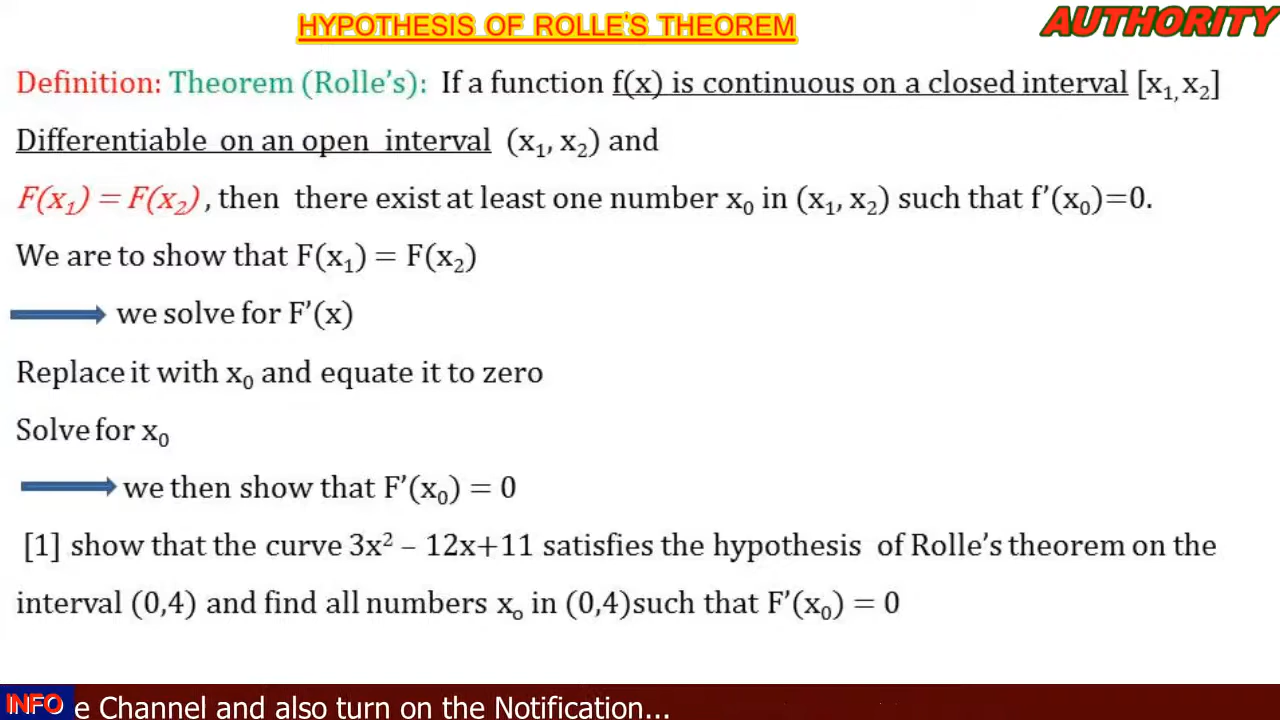 HYPOTHESIS OF ROLLE'S THEOREM
AUTHORITY
Definition: Theorem (Rolle's): If a function f(x) is continuous on a closed interval [x₁, x₂]
Differentiable on an open interval (x₁, x₂) and
F(x₁) = F(x₂) , then there exist at least one number x₀ in (x₁, x₂) such that f'(x₀)=0.
We are to show that F(x₁) = F(x₂)
we solve for F'(x)
Replace it with x₀ and equate it to zero
Solve for x₀
we then show that F'(x₀) = 0
[1] show that the curve 3x² – 12x+11 satisfies the hypothesis of Rolle's theorem on the
interval (0,4) and find all numbers xₒ in (0,4)such that F'(x₀) = 0
INFO e Channel and also turn on the Notification...